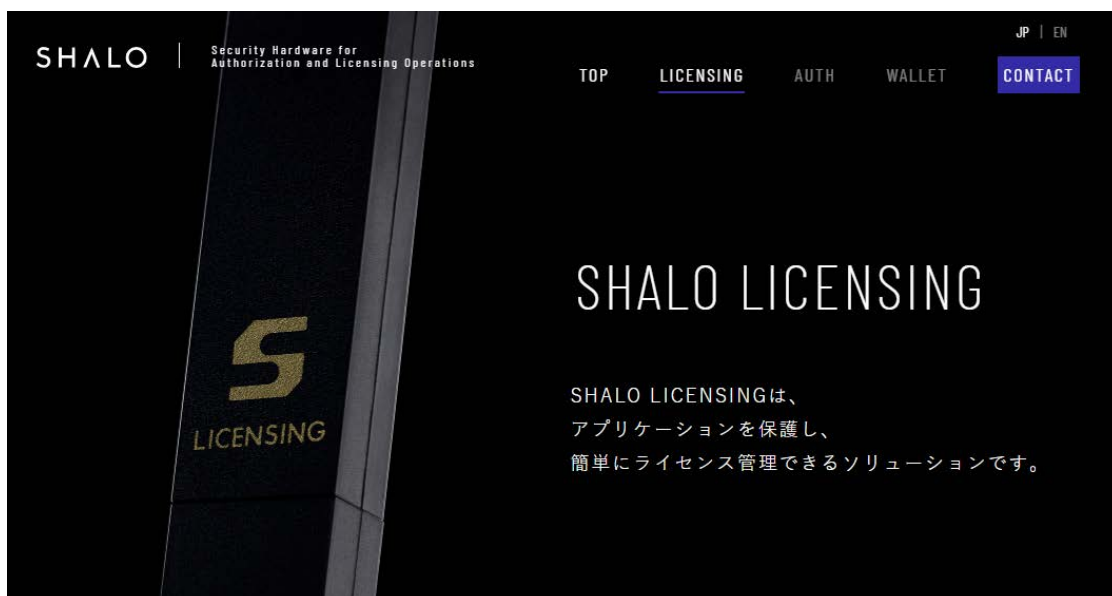 SHALO
Security Hardware for
Authorization and Licensing Operations
JP | EN
TOP LICENSING AUTH WALLET CONTACT
S
LICENSING
SHALO LICENSING
SHALO LICENSINGは、
アプリケーションを保護し、
簡単にライセンス管理できるソリューションです。